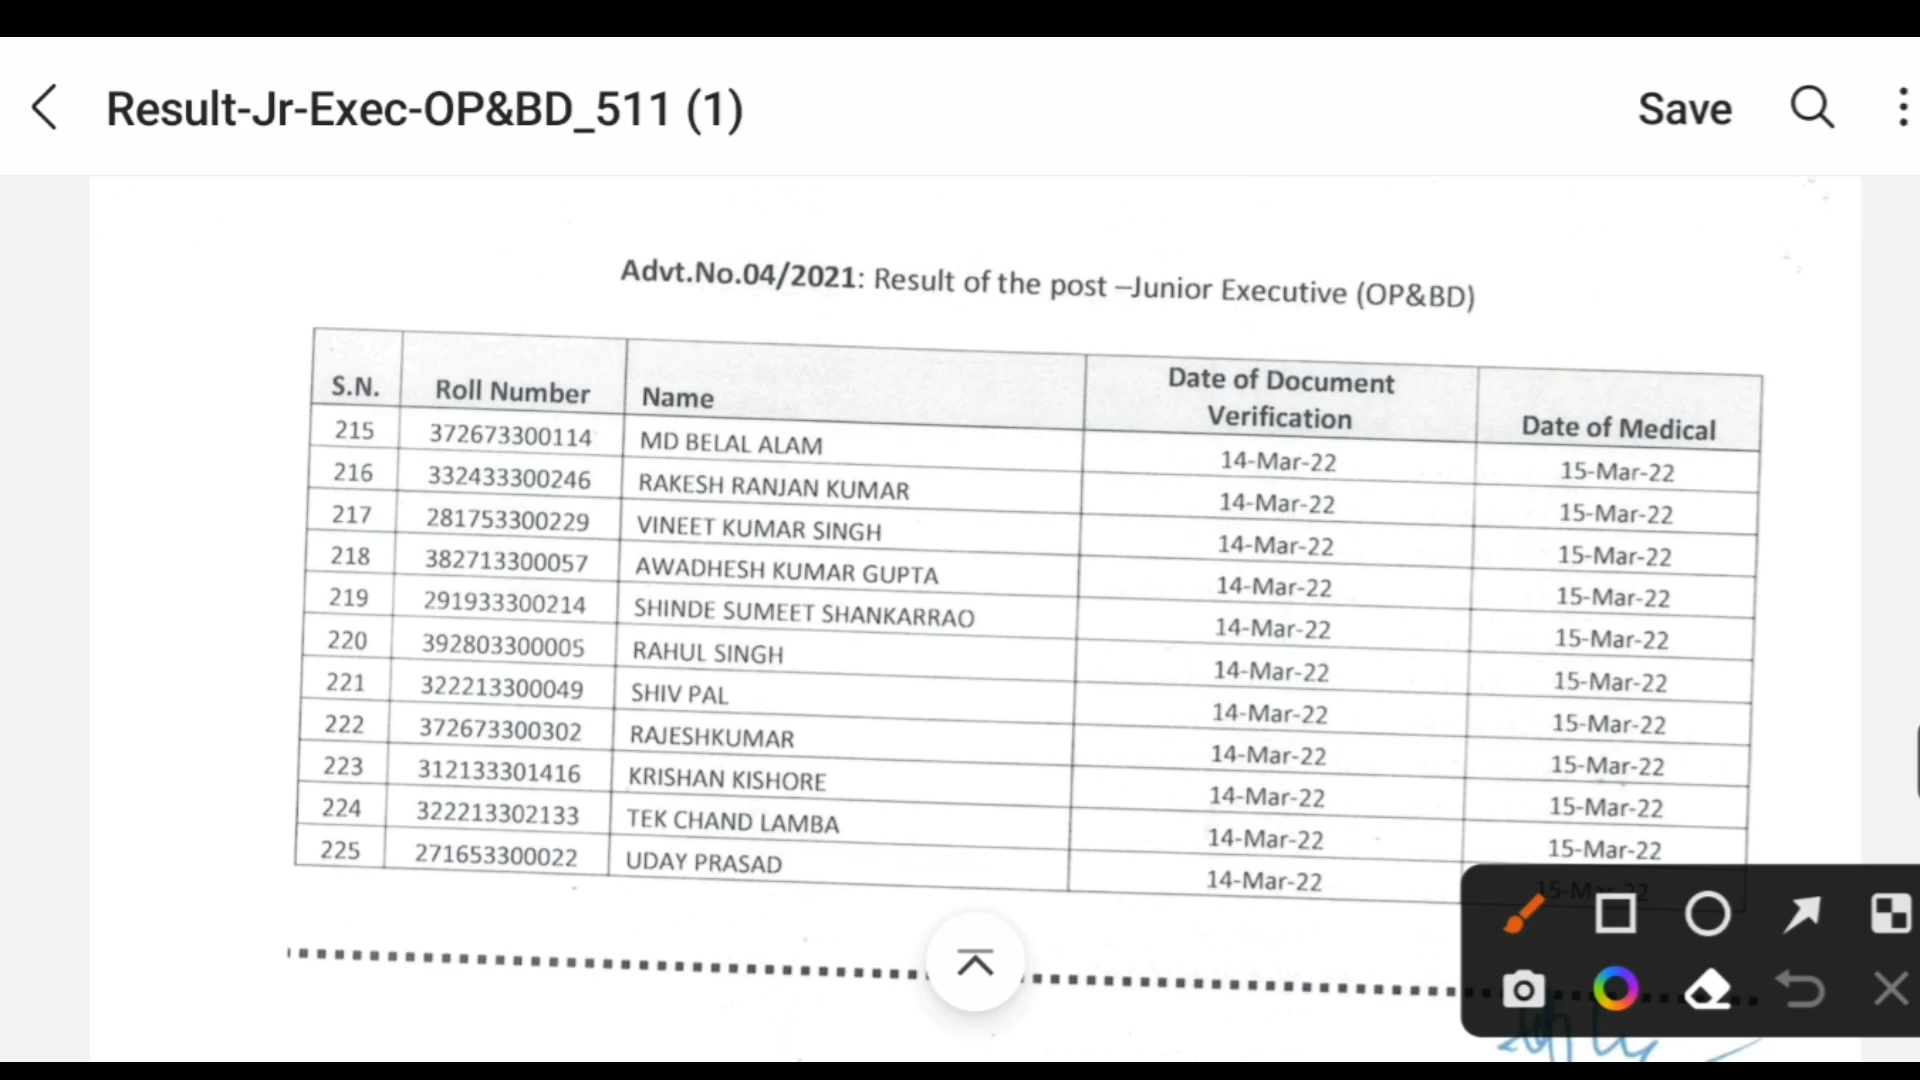 Result-Jr-Exec-OP&BD_511 (1)
Save
Advt.No.04/2021: Result of the post –Junior Executive (OP&BD)
S.N. Roll Number Name Date of Document Verification Date of Medical
215 372673300114 MD BELAL ALAM 14-Mar-22 15-Mar-22
216 332433300246 RAKESH RANJAN KUMAR 14-Mar-22 15-Mar-22
217 281753300229 VINEET KUMAR SINGH 14-Mar-22 15-Mar-22
218 382713300057 AWADHESH KUMAR GUPTA 14-Mar-22 15-Mar-22
219 291933300214 SHINDE SUMEET SHANKARRAO 14-Mar-22 15-Mar-22
220 392803300005 RAHUL SINGH 14-Mar-22 15-Mar-22
221 322213300049 SHIV PAL 14-Mar-22 15-Mar-22
222 372673300302 RAJESHKUMAR 14-Mar-22 15-Mar-22
223 312133301416 KRISHAN KISHORE 14-Mar-22 15-Mar-22
224 322213302133 TEK CHAND LAMBA 14-Mar-22 15-Mar-22
225 271653300022 UDAY PRASAD 14-Mar-22 15-Mar-22